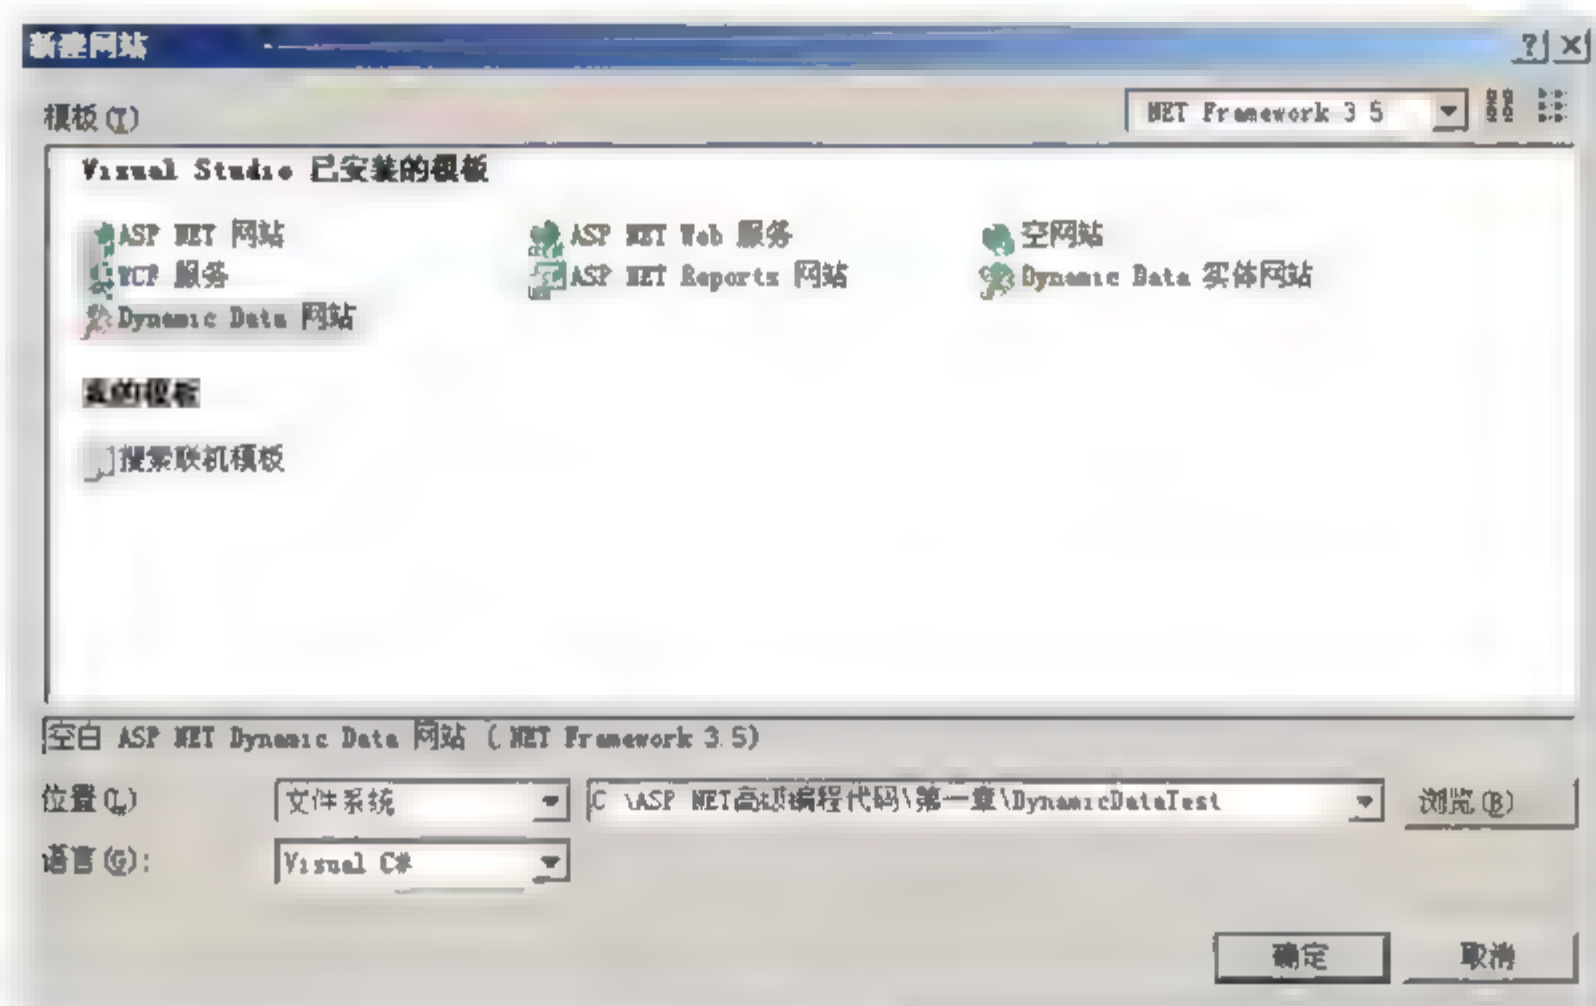 新建网站
模板(T)
NET Framework 3 5
Visual Studio 已安装的模板
ASP NET 网站
ASP NET Web 服务
空网站
WCF 服务
ASP NET Reports 网站
Dynamic Data 实体网站
Dynamic Data 网站
我的模板
搜索联机模板
空白 ASP NET Dynamic Data 网站 (.NET Framework 3.5)
位置(L)
文件系统
C \ASP NET高级编程代码\第一章\DynamicDataTest
浏览(B)
语言(G):
Visual C#
确定
取消